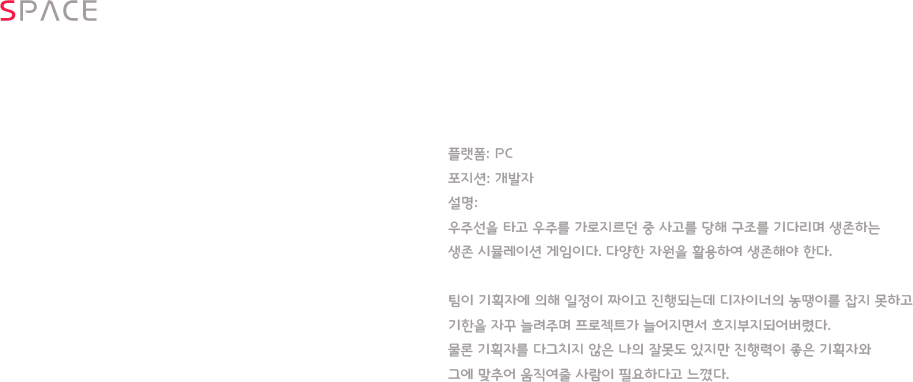 SPACE
플랫폼: PC
포지션: 개발자
설명:
우주선을 타고 우주를 가로지르던 중 사고를 당해 구조를 기다리며 생존하는
생존 시뮬레이션 게임이다. 다양한 자원을 활용하여 생존해야 한다.
팀이 기획자에 의해 일정이 짜이고 진행되는데 디자이너의 농땡이를 잡지 못하고
기한을 자꾸 늘려주며 프로젝트가 늘어지면서 흐지부지되어버렸다.
물론 기획자를 다그치지 않은 나의 잘못도 있지만 진행력이 좋은 기획자와
그에 맞추어 움직여줄 사람이 필요하다고 느꼈다.